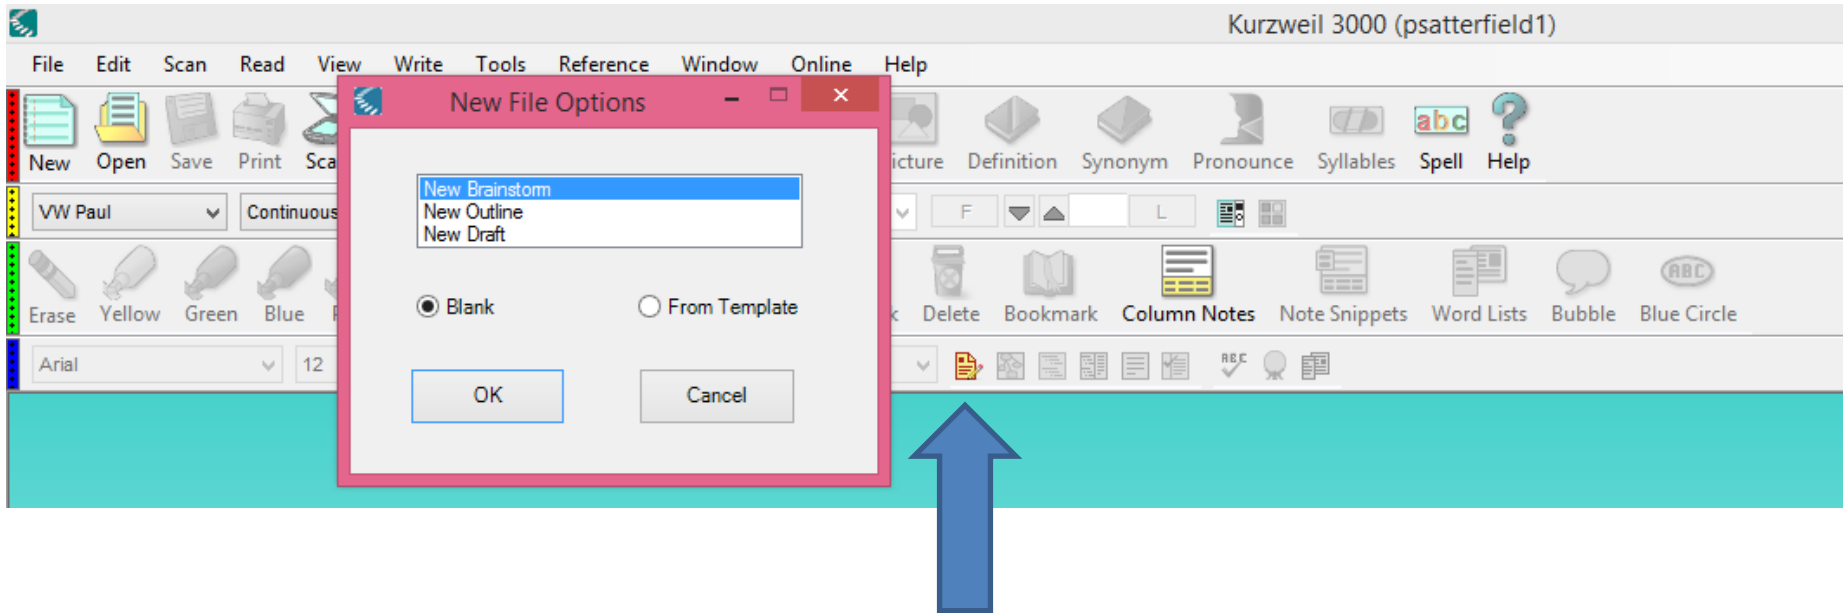 Kurzweil 3000 (psatterfield1)
File Edit Scan Read View Write Tools Reference Window Online Help
New File Options
New Open Save Print Sca icture Definition Synonym Pronounce Syllables Spell Help
abc
New Brainstorm
New Outline
New Draft
VW Paul Continuous F L
Blank From Template
ABC
Erase Yellow Green Blue Delete Bookmark Column Notes Note Snippets Word Lists Bubble Blue Circle
Arial 12 ABC
OK Cancel